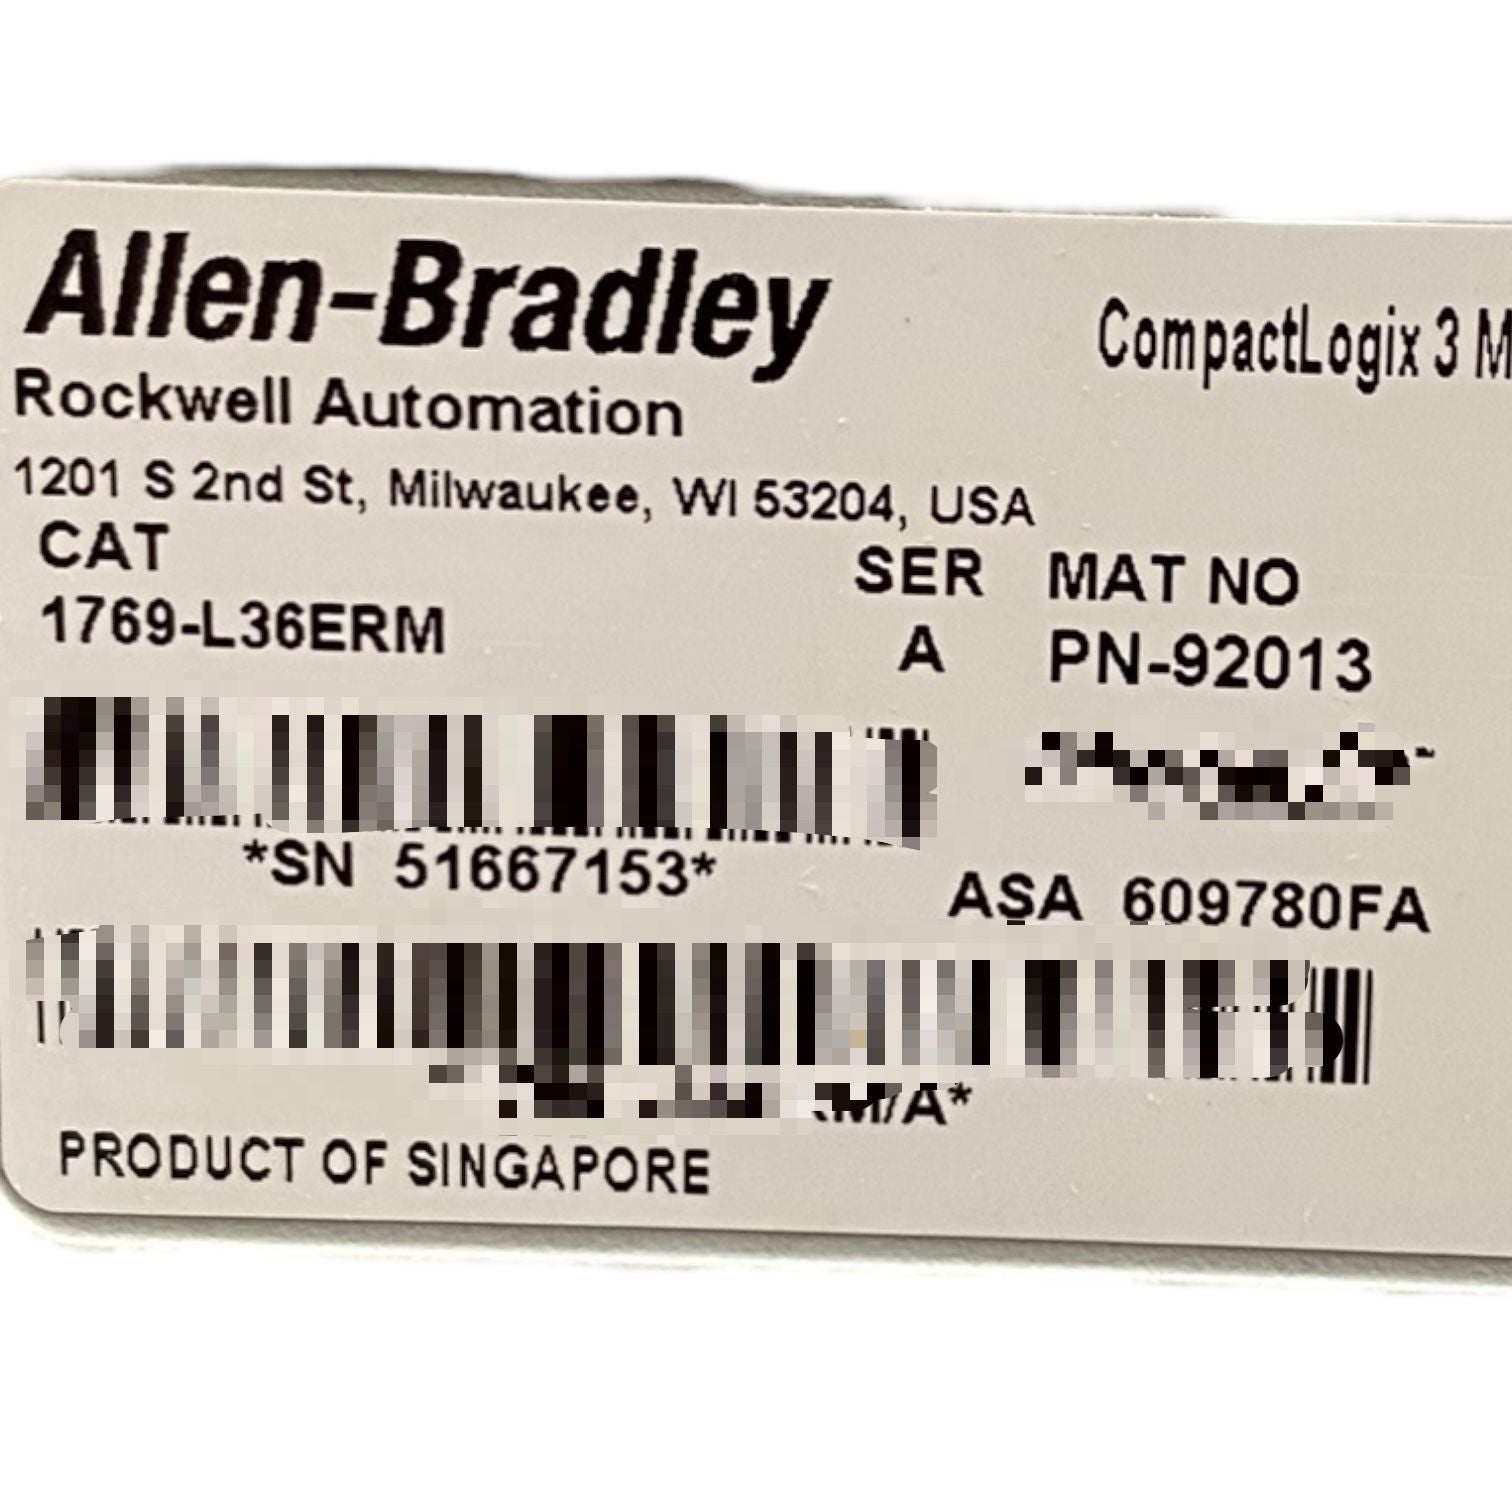 Allen-Bradley
CompactLogix 3 M
Rockwell Automation
1201 S 2nd St, Milwaukee, WI 53204, USA
CAT SER MAT NO
1769-L36ERM A PN-92013
*SN 51667153*
ASA 609780FA
M/A*
PRODUCT OF SINGAPORE